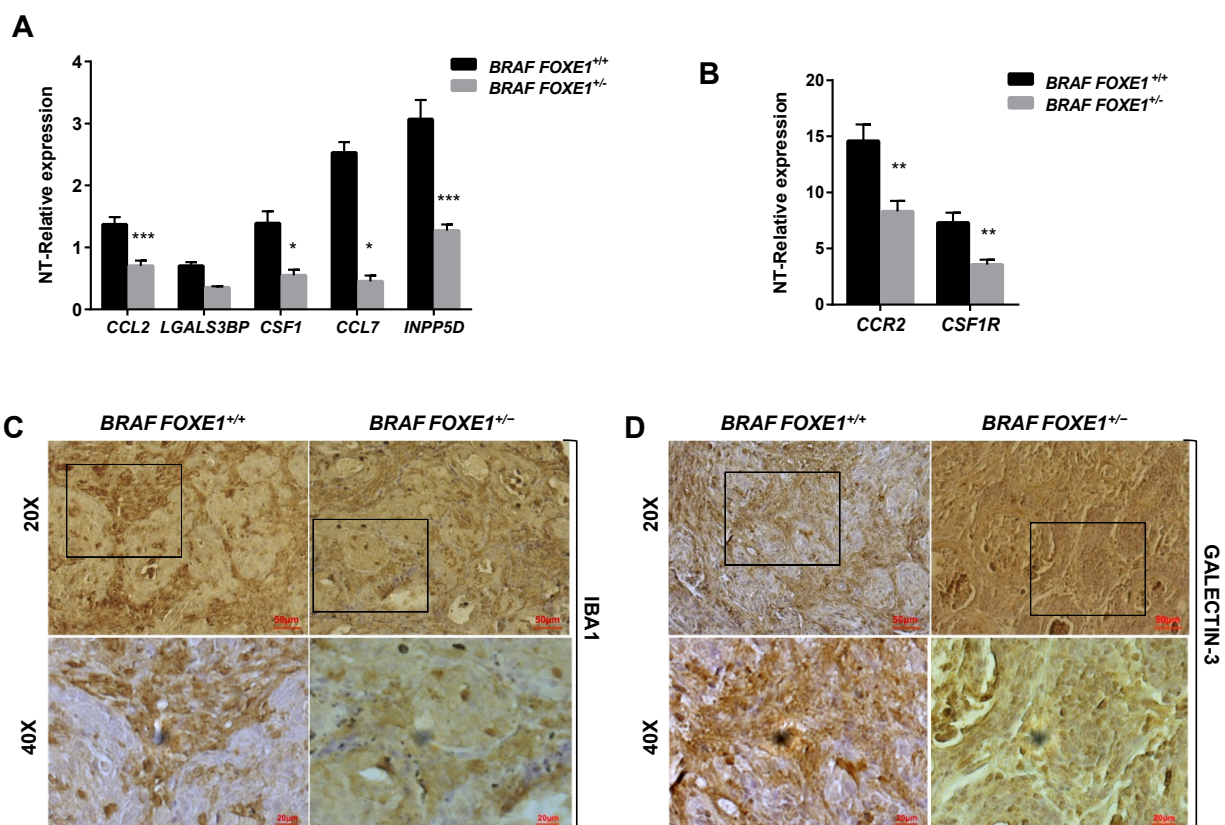 A
NT-Relative expression
4
3
2
1
0
BRAF FOXE1+/+
BRAF FOXE1+/-
***
*
*
***
CCL2 LGALS3BP CSF1 CCL7 INPP5D
B
NT-Relative expression
20
15
10
5
0
BRAF FOXE1+/+
BRAF FOXE1+/-
**
**
CCR2 CSF1R
C
BRAF FOXE1+/+ BRAF FOXE1+/−
20X
50µm 50µm
40X
20µm 20µm
IBA1
D
BRAF FOXE1+/+ BRAF FOXE1+/−
20X
50µm 50µm
40X
20µm 20µm
GALECTIN-3